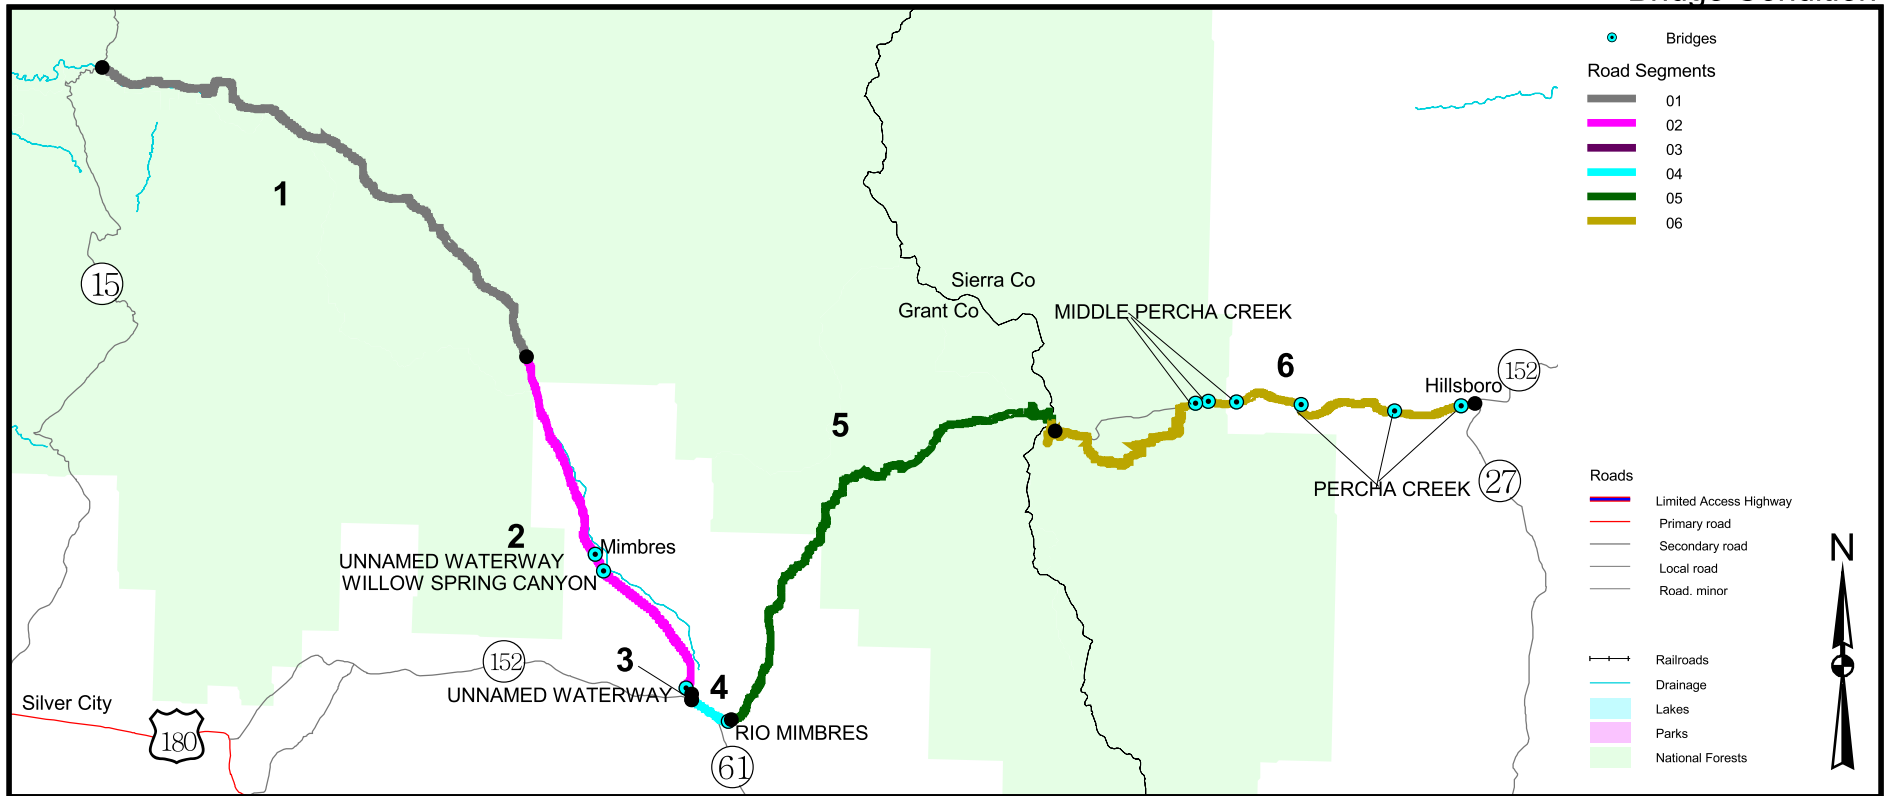 Bridge Condition
Bridges
Road Segments
01
02
03
04
05
06
1
15
Sierra Co
Grant Co
MIDDLE PERCHA CREEK
6
152
Hillsboro
5
PERCHA CREEK
27
2
Mimbres
UNNAMED WATERWAY
WILLOW SPRING CANYON
3
152
4
UNNAMED WATERWAY
Silver City
180
RIO MIMBRES
61
Roads
Limited Access Highway
Primary road
Secondary road
Local road
Road. minor
N
Railroads
Drainage
Lakes
Parks
National Forests